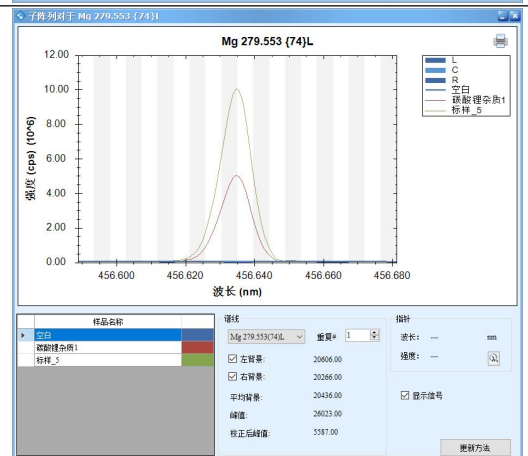 子阵列对于 Mg 279.553 {74}L
Mg 279.553 {74}L
12.00
10.00
8.00
6.00
4.00
2.00
0.00
强度 (cps) (10^6)
456.600
456.620
456.640
456.660
456.680
波长 (nm)
L
C
R
空白
碳酸锂杂质1
标样_5
样品名称
空白
碳酸锂杂质1
标样_5
谱线
Mg 279.553{74}L
重复# 1
左背景: 20606.00
右背景: 20266.00
平均背景: 20436.00
峰值: 26023.00
校正后峰值: 5587.00
指针
波长: --- nm
强度: ---
显示信号
更新方法